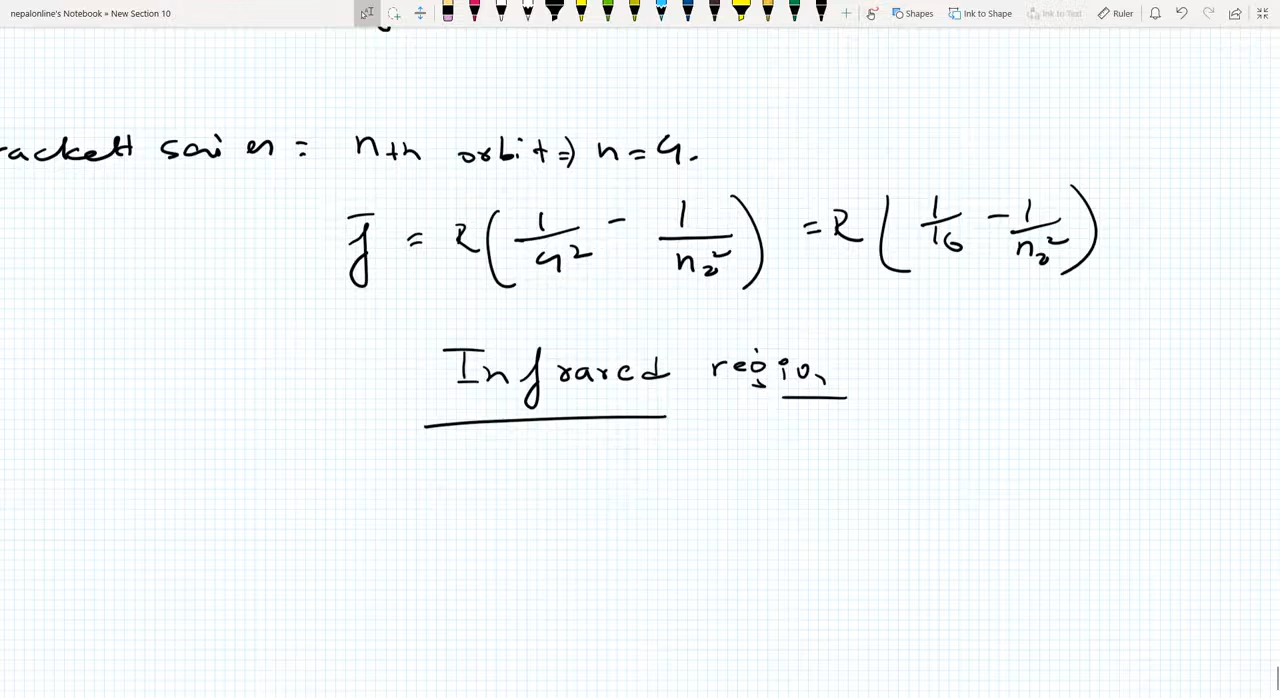 nepalonline's Notebook » New Section 10
Shapes Ink to Shape Ink to Text Ruler
rackett series = nth orbit ⇒ n = 4.
f̄ = R(1/4² − 1/n₂²) = R(1/16 − 1/n₂²)
Infrared region